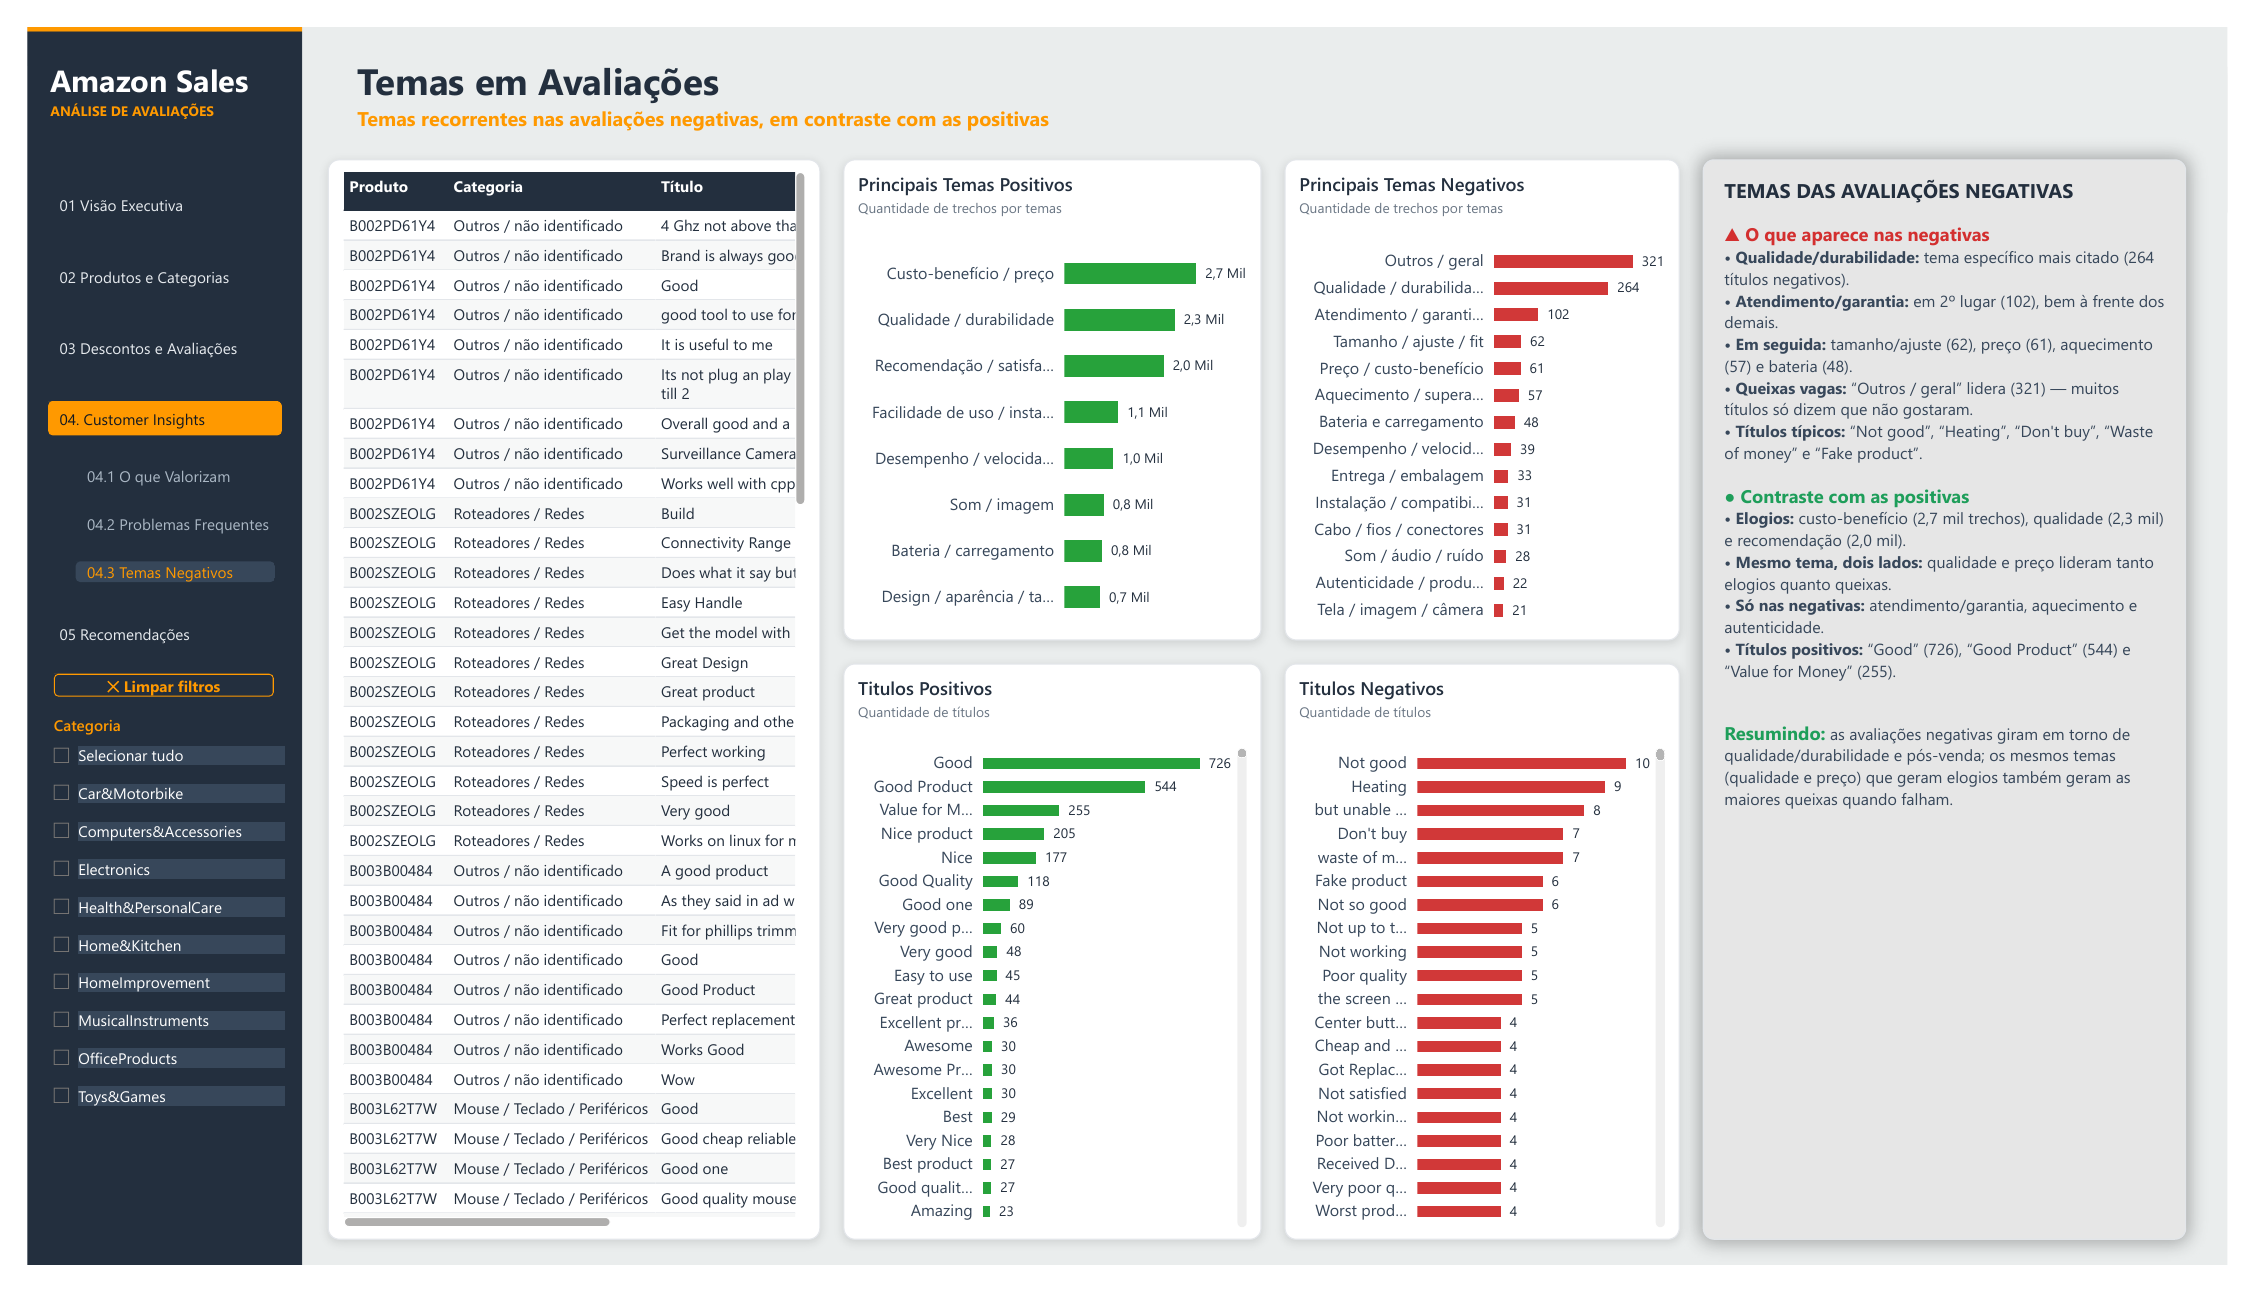 Amazon Sales
ANÁLISE DE AVALIAÇÕES
01 Visão Executiva
02 Produtos e Categorias
03 Descontos e Avaliações
04. Customer Insights
04.1 O que Valorizam
04.2 Problemas Frequentes
04.3 Temas Negativos
05 Recomendações
Limpar filtros
Categoria
Selecionar tudo
Car&Motorbike
Computers&Accessories
Electronics
Health&PersonalCare
Home&Kitchen
HomeImprovement
MusicalInstruments
OfficeProducts
Toys&Games
Temas em Avaliações
Temas recorrentes nas avaliações negativas, em contraste com as positivas
Produto Categoria Título
B002PD61Y4 Outros / não identificado 4 Ghz not above tha
B002PD61Y4 Outros / não identificado Brand is always goo
B002PD61Y4 Outros / não identificado Good
B002PD61Y4 Outros / não identificado good tool to use for
B002PD61Y4 Outros / não identificado It is useful to me
B002PD61Y4 Outros / não identificado Its not plug an play
till 2
B002PD61Y4 Outros / não identificado Overall good and a
B002PD61Y4 Outros / não identificado Surveillance Camera
B002PD61Y4 Outros / não identificado Works well with cpp
B002SZEOLG Roteadores / Redes Build
B002SZEOLG Roteadores / Redes Connectivity Range
B002SZEOLG Roteadores / Redes Does what it say but
B002SZEOLG Roteadores / Redes Easy Handle
B002SZEOLG Roteadores / Redes Get the model with
B002SZEOLG Roteadores / Redes Great Design
B002SZEOLG Roteadores / Redes Great product
B002SZEOLG Roteadores / Redes Packaging and othe
B002SZEOLG Roteadores / Redes Perfect working
B002SZEOLG Roteadores / Redes Speed is perfect
B002SZEOLG Roteadores / Redes Very good
B002SZEOLG Roteadores / Redes Works on linux for
B003B00484 Outros / não identificado A good product
B003B00484 Outros / não identificado As they said in ad w
B003B00484 Outros / não identificado Fit for phillips trimm
B003B00484 Outros / não identificado Good
B003B00484 Outros / não identificado Good Product
B003B00484 Outros / não identificado Perfect replacement
B003B00484 Outros / não identificado Works Good
B003B00484 Outros / não identificado Wow
B003L62T7W Mouse / Teclado / Periféricos Good
B003L62T7W Mouse / Teclado / Periféricos Good cheap reliable
B003L62T7W Mouse / Teclado / Periféricos Good one
B003L62T7W Mouse / Teclado / Periféricos Good quality mouse
Principais Temas Positivos
Quantidade de trechos por temas
Custo-benefício / preço 2,7 Mil
Qualidade / durabilidade 2,3 Mil
Recomendação / satisfa... 2,0 Mil
Facilidade de uso / insta... 1,1 Mil
Desempenho / velocida... 1,0 Mil
Som / imagem 0,8 Mil
Bateria / carregamento 0,8 Mil
Design / aparência / ta... 0,7 Mil
Principais Temas Negativos
Quantidade de trechos por temas
Outros / geral 321
Qualidade / durabilida... 264
Atendimento / garanti... 102
Tamanho / ajuste / fit 62
Preço / custo-benefício 61
Aquecimento / supera... 57
Bateria e carregamento 48
Desempenho / velocid... 39
Entrega / embalagem 33
Instalação / compatibi... 31
Cabo / fios / conectores 31
Som / áudio / ruído 28
Autenticidade / produ... 22
Tela / imagem / câmera 21
Titulos Positivos
Quantidade de títulos
Good 726
Good Product 544
Value for M... 255
Nice product 205
Nice 177
Good Quality 118
Good one 89
Very good p... 60
Very good 48
Easy to use 45
Great product 44
Excellent pr... 36
Awesome 30
Awesome Pr... 30
Excellent 30
Best 29
Very Nice 28
Best product 27
Good qualit... 27
Amazing 23
Titulos Negativos
Quantidade de títulos
Not good 10
Heating 9
but unable ... 8
Don't buy 7
waste of m... 7
Fake product 6
Not so good 6
Not up to t... 5
Not working 5
Poor quality 5
the screen ... 5
Center butt... 4
Cheap and ... 4
Got Replac... 4
Not satisfied 4
Not workin... 4
Poor batter... 4
Received D... 4
Very poor q... 4
Worst prod... 4
TEMAS DAS AVALIAÇÕES NEGATIVAS
▲ O que aparece nas negativas
• Qualidade/durabilidade: tema específico mais citado (264
títulos negativos).
• Atendimento/garantia: em 2º lugar (102), bem à frente dos
demais.
• Em seguida: tamanho/ajuste (62), preço (61), aquecimento
(57) e bateria (48).
• Queixas vagas: “Outros / geral” lidera (321) — muitos
títulos só dizem que não gostaram.
• Títulos típicos: “Not good”, “Heating”, “Don't buy”, “Waste
of money” e “Fake product”.
● Contraste com as positivas
• Elogios: custo-benefício (2,7 mil trechos), qualidade (2,3 mil)
e recomendação (2,0 mil).
• Mesmo tema, dois lados: qualidade e preço lideram tanto
elogios quanto queixas.
• Só nas negativas: atendimento/garantia, aquecimento e
autenticidade.
• Títulos positivos: “Good” (726), “Good Product” (544) e
“Value for Money” (255).
Resumindo: as avaliações negativas giram em torno de
qualidade/durabilidade e pós-venda; os mesmos temas
(qualidade e preço) que geram elogios também geram as
maiores queixas quando falham.